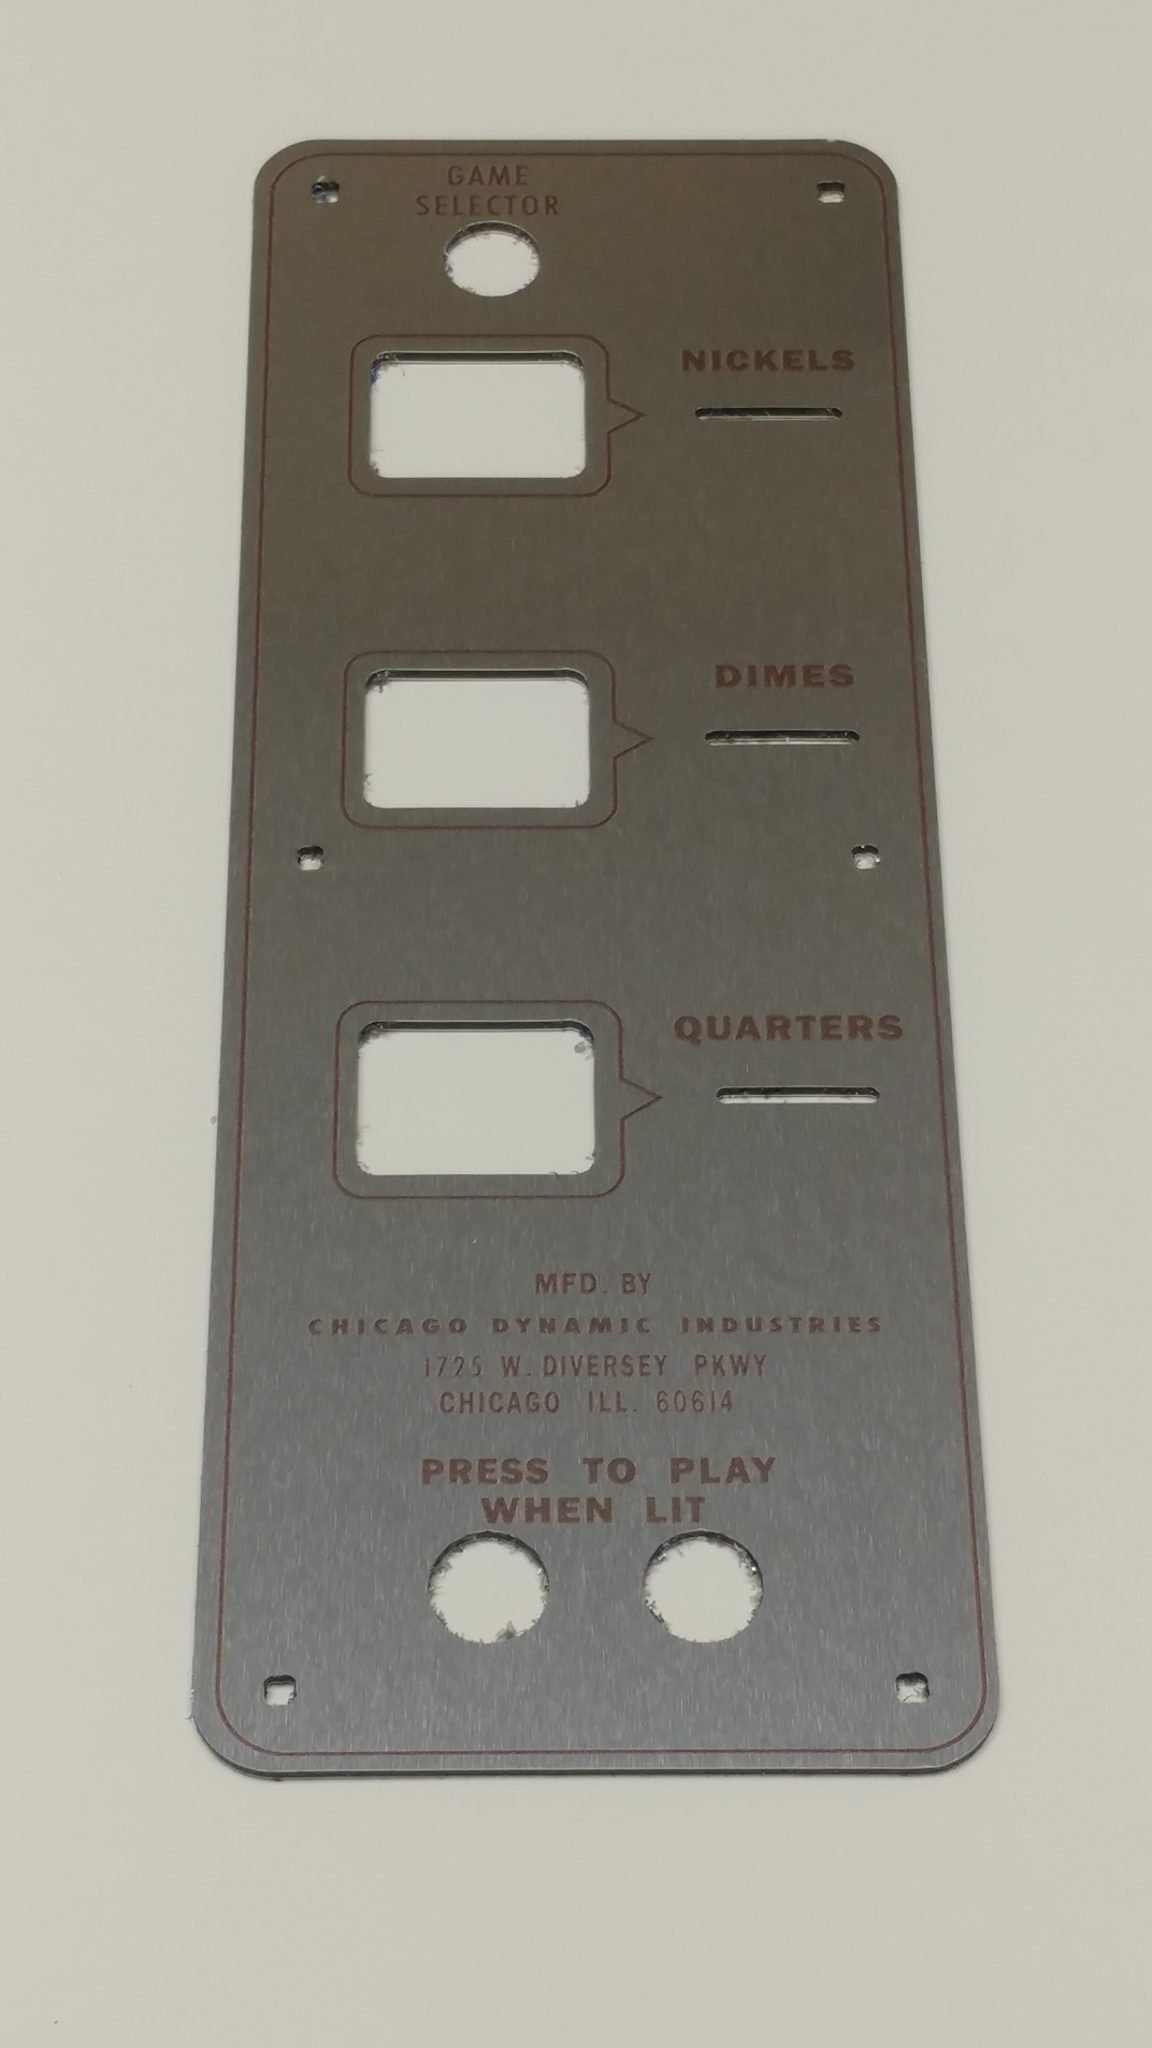 GAME
SELECTOR
NICKELS
DIMES
QUARTERS
MFD. BY
CHICAGO DYNAMIC INDUSTRIES
1725 W. DIVERSEY PKWY
CHICAGO ILL. 60614
PRESS TO PLAY
WHEN LIT